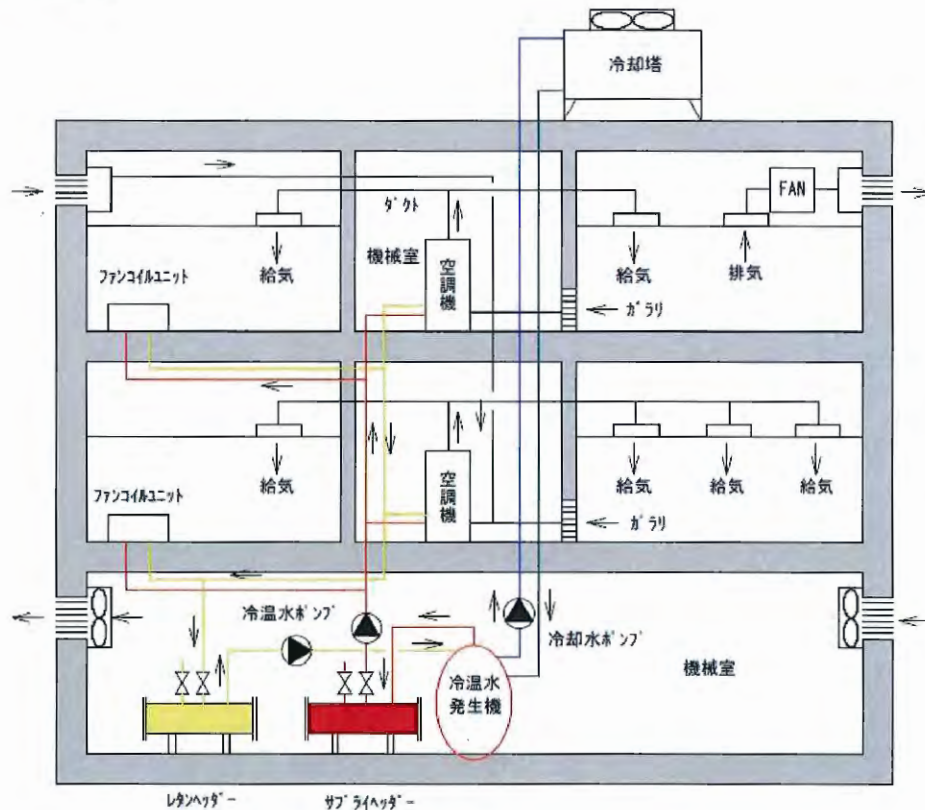 冷却塔
FAN
ダクト
機械室
空調機
ファンコイルユニット
給気
給気
排気
ガラリ
空調機
ファンコイルユニット
給気
給気
給気
給気
ガラリ
冷温水ポンプ
冷却水ポンプ
機械室
冷温水
発生機
レタンヘッダー
サプライヘッダー